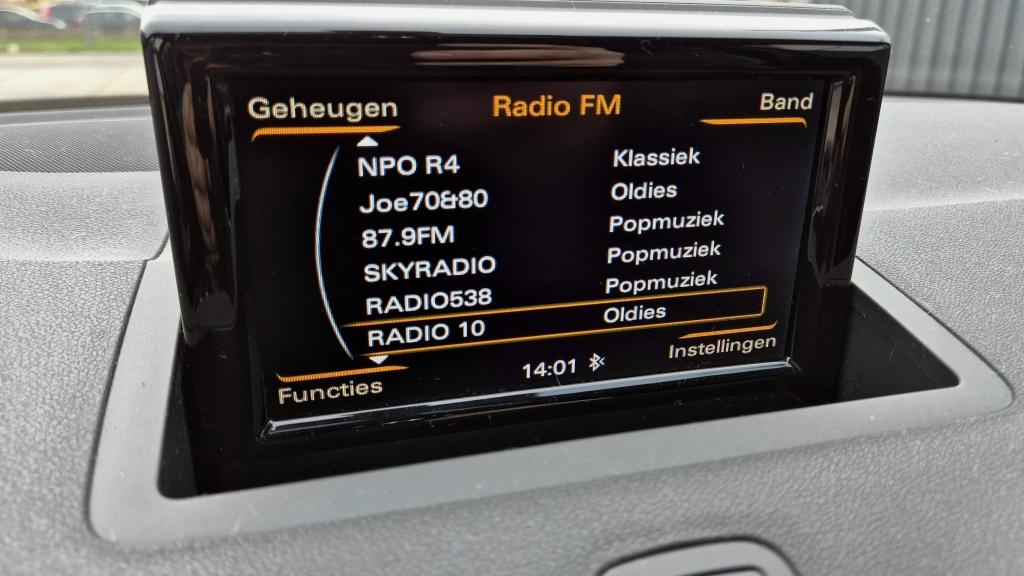 Geheugen Radio FM Band
NPO R4 Klassiek
Joe70&80 Oldies
87.9FM Popmuziek
SKYRADIO Popmuziek
RADIO538 Popmuziek
RADIO 10 Oldies
Functies 14:01 Instellingen